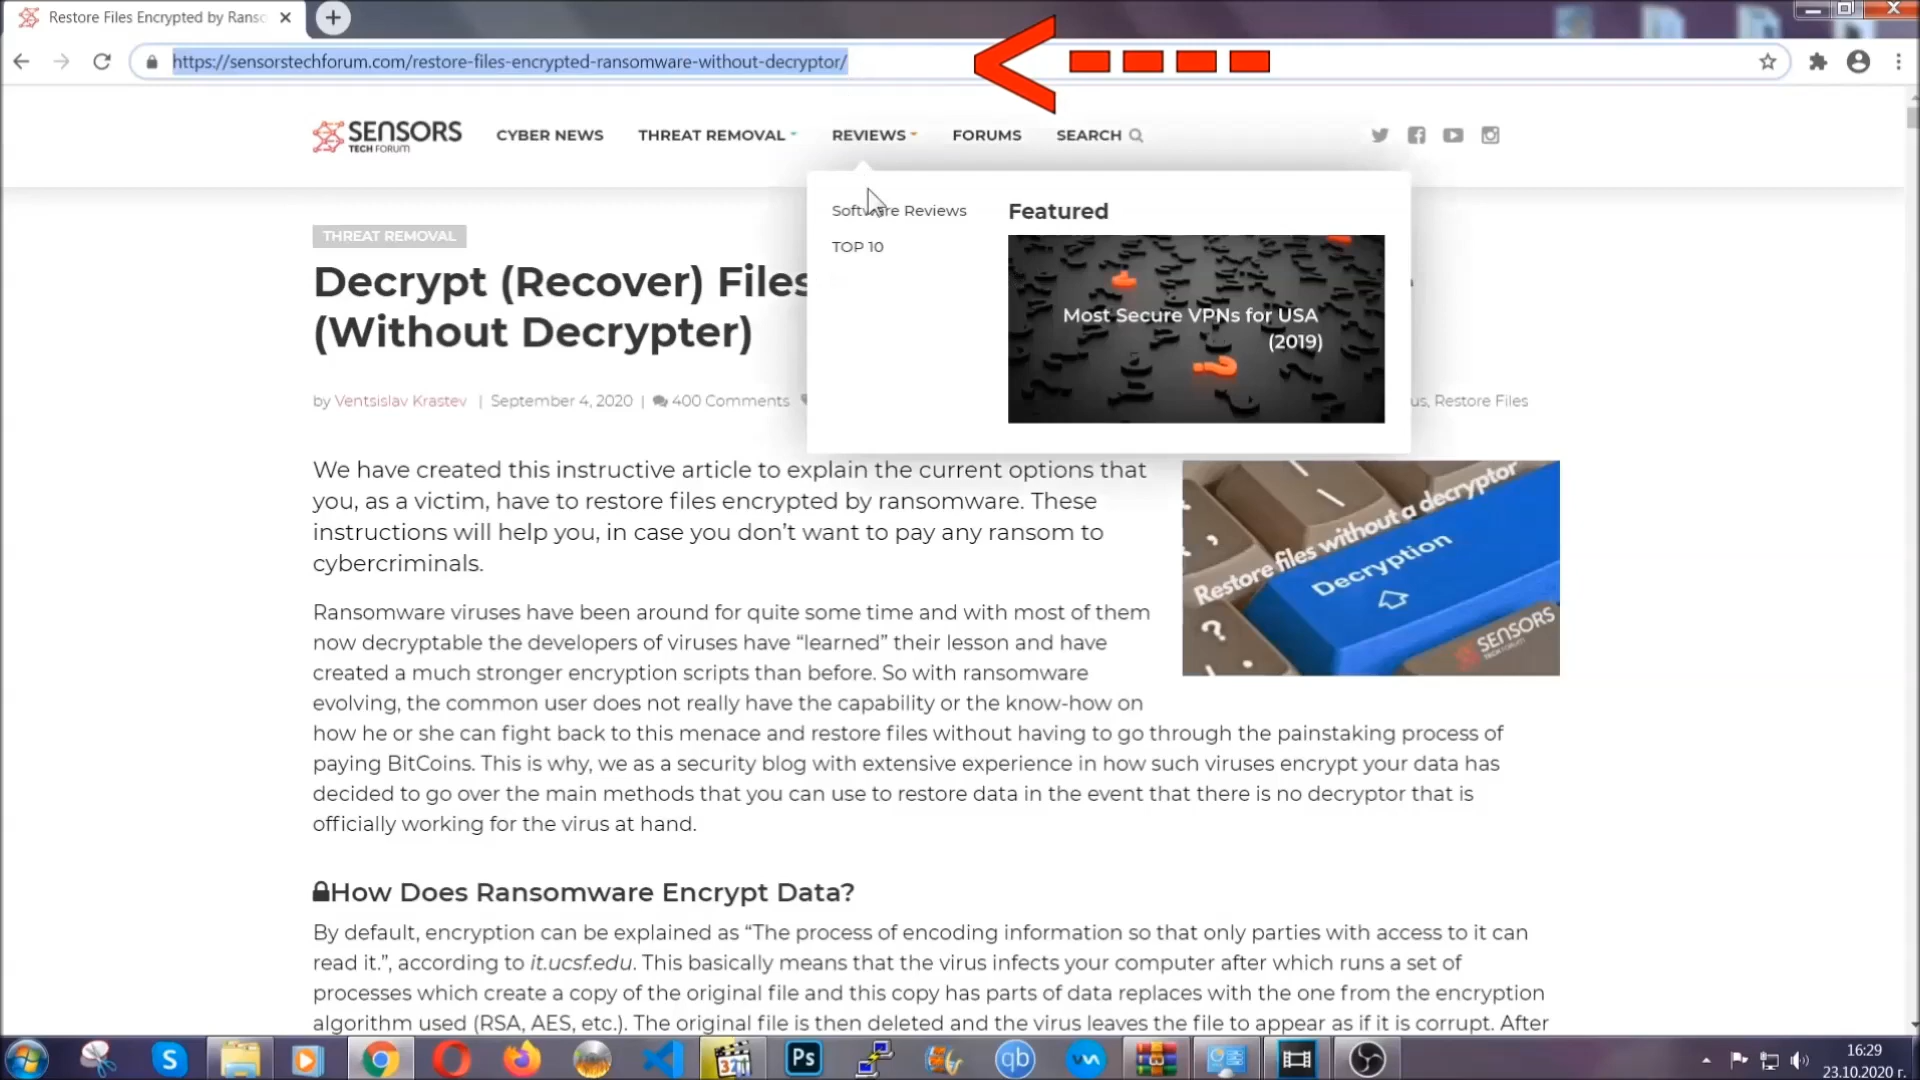 Restore Files Encrypted by Ranso
https://sensorstechforum.com/restore-files-encrypted-ransomware-without-decryptor/
SENSORS
TECH FORUM
CYBER NEWS
THREAT REMOVAL
REVIEWS
FORUMS
SEARCH
Software Reviews
TOP 10
Featured
Most Secure VPNs for USA
(2019)
THREAT REMOVAL
Decrypt (Recover) Files
(Without Decrypter)
by Ventsislav Krastev | September 4, 2020 | 400 Comments
us, Restore Files
We have created this instructive article to explain the current options that
you, as a victim, have to restore files encrypted by ransomware. These
instructions will help you, in case you don’t want to pay any ransom to
cybercriminals.
Restore files without a decryptor
Decryption
SENSORS
TECH FORUM
Ransomware viruses have been around for quite some time and with most of them
now decryptable the developers of viruses have “learned” their lesson and have
created a much stronger encryption scripts than before. So with ransomware
evolving, the common user does not really have the capability or the know-how on
how he or she can fight back to this menace and restore files without having to go through the painstaking process of
paying BitCoins. This is why, we as a security blog with extensive experience in how such viruses encrypt your data has
decided to go over the main methods that you can use to restore data in the event that there is no decryptor that is
officially working for the virus at hand.
How Does Ransomware Encrypt Data?
By default, encryption can be explained as “The process of encoding information so that only parties with access to it can
read it.”, according to it.ucsf.edu. This basically means that the virus infects your computer after which runs a set of
processes which create a copy of the original file and this copy has parts of data replaces with the one from the encryption
algorithm used (RSA, AES, etc.). The original file is then deleted and the virus leaves the file to appear as if it is corrupt. After
S
321
Ps
qb
16:29
23.10.2020 г.